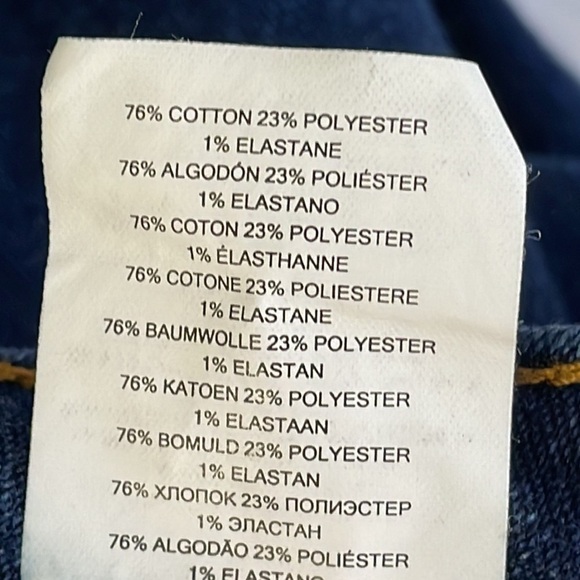 76% COTTON 23% POLYESTER
1% ELASTANE
76% ALGODÓN 23% POLIÉSTER
1% ELASTANO
76% COTON 23% POLYESTER
1% ÉLASTHANNE
76% COTONE 23% POLIESTERE
1% ELASTANE
76% BAUMWOLLE 23% POLYESTER
1% ELASTAN
76% KATOEN 23% POLYESTER
1% ELASTAAN
76% BOMULD 23% POLYESTER
1% ELASTAN
76% ХЛОПОК 23% ПОЛИЭСТЕР
1% ЭЛАСТАН
76% ALGODÃO 23% POLIÉSTER
1% ELASTANO